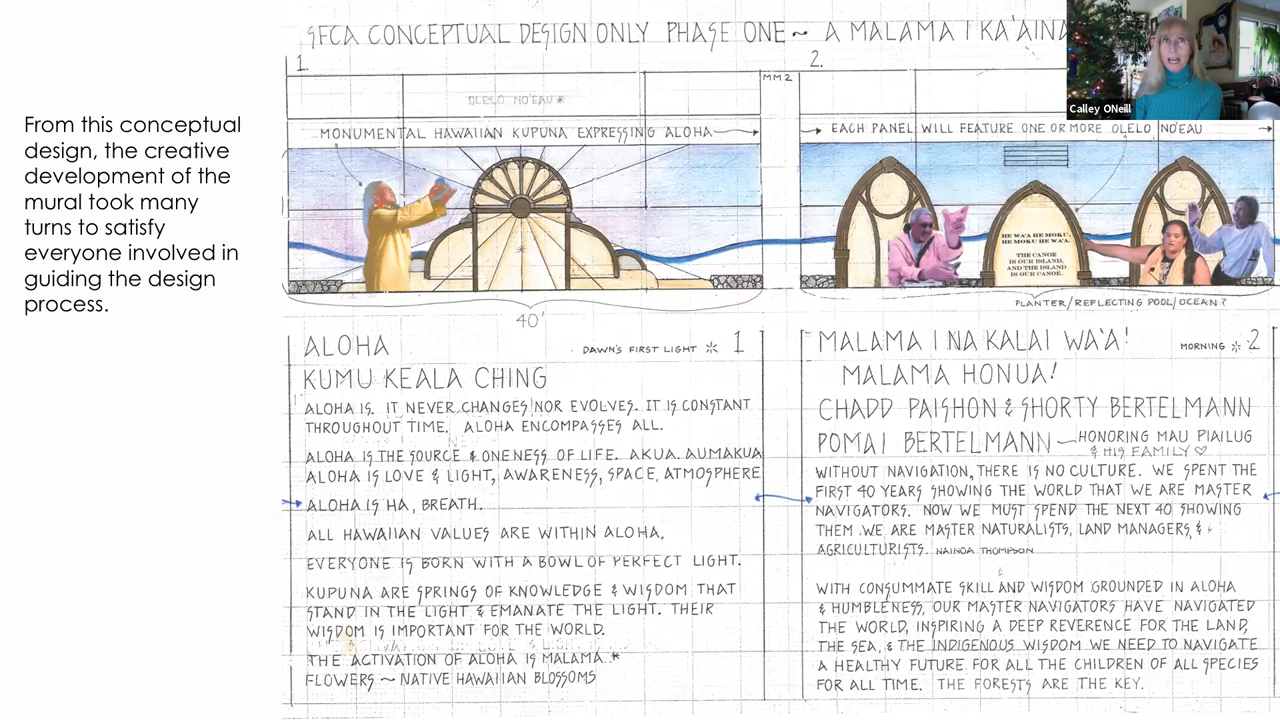 SFCA CONCEPTUAL DESIGN ONLY PHASE ONE ~ A MALAMA I KA'AINA
1.
2.
MM2
Calley ONeill
From this conceptual
design, the creative
development of the
mural took many
turns to satisfy
everyone involved in
guiding the design
process.
OLELO NO'EAU *
MONUMENTAL HAWAIIAN KUPUNA EXPRESSING ALOHA
EACH PANEL WILL FEATURE ONE OR MORE OLELO NO'EAU
HE WA'A HE MOKU,
HE MOKU HE WA'A.
THE CANOE
IS OUR ISLAND,
AND THE ISLAND
IS OUR CANOE.
PLANTER/REFLECTING POOL/OCEAN?
40'
ALOHA
DAWN'S FIRST LIGHT * 1
KUMU KEALA CHING
ALOHA IS. IT NEVER CHANGES NOR EVOLVES. IT IS CONSTANT
THROUGHOUT TIME. ALOHA ENCOMPASSES ALL.
ALOHA IS THE SOURCE & ONENESS OF LIFE. AKUA. AUMAKUA
ALOHA IS LOVE & LIGHT, AWARENESS, SPACE, ATMOSPHERE
ALOHA IS HA, BREATH.
ALL HAWAIIAN VALUES ARE WITHIN ALOHA.
EVERYONE IS BORN WITH A BOWL OF PERFECT LIGHT.
KUPUNA ARE SPRINGS OF KNOWLEDGE & WISDOM THAT
STAND IN THE LIGHT & EMANATE THE LIGHT. THEIR
WISDOM IS IMPORTANT FOR THE WORLD.
THE ACTIVATION OF ALOHA IS MALAMA.*
FLOWERS ~ NATIVE HAWAIIAN BLOSSOMS
MALAMA I NA KALAI WA'A!
MORNING * 2
MALAMA HONUA!
CHADD PAISHON & SHORTY BERTELMANN
POMAI BERTELMANN — HONORING MAU PIAILUG
& HIS FAMILY ♡
WITHOUT NAVIGATION, THERE IS NO CULTURE. WE SPENT THE
FIRST 40 YEARS SHOWING THE WORLD THAT WE ARE MASTER
NAVIGATORS. NOW WE MUST SPEND THE NEXT 40 SHOWING
THEM WE ARE MASTER NATURALISTS, LAND MANAGERS, &
AGRICULTURISTS. NAINOA THOMPSON
WITH CONSUMMATE SKILL AND WISDOM GROUNDED IN ALOHA
& HUMBLENESS, OUR MASTER NAVIGATORS HAVE NAVIGATED
THE WORLD, INSPIRING A DEEP REVERENCE FOR THE LAND,
THE SEA, & THE INDIGENOUS WISDOM WE NEED TO NAVIGATE
A HEALTHY FUTURE FOR ALL THE CHILDREN OF ALL SPECIES
FOR ALL TIME. THE FORESTS ARE THE KEY.